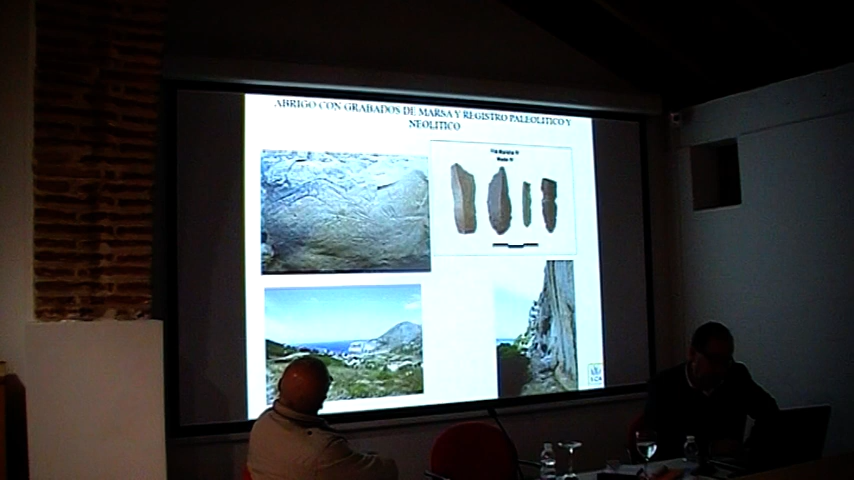 ABRIGO CON GRABADOS DE MARSA Y REGISTRO PALEOLITICO Y
NEOLITICO